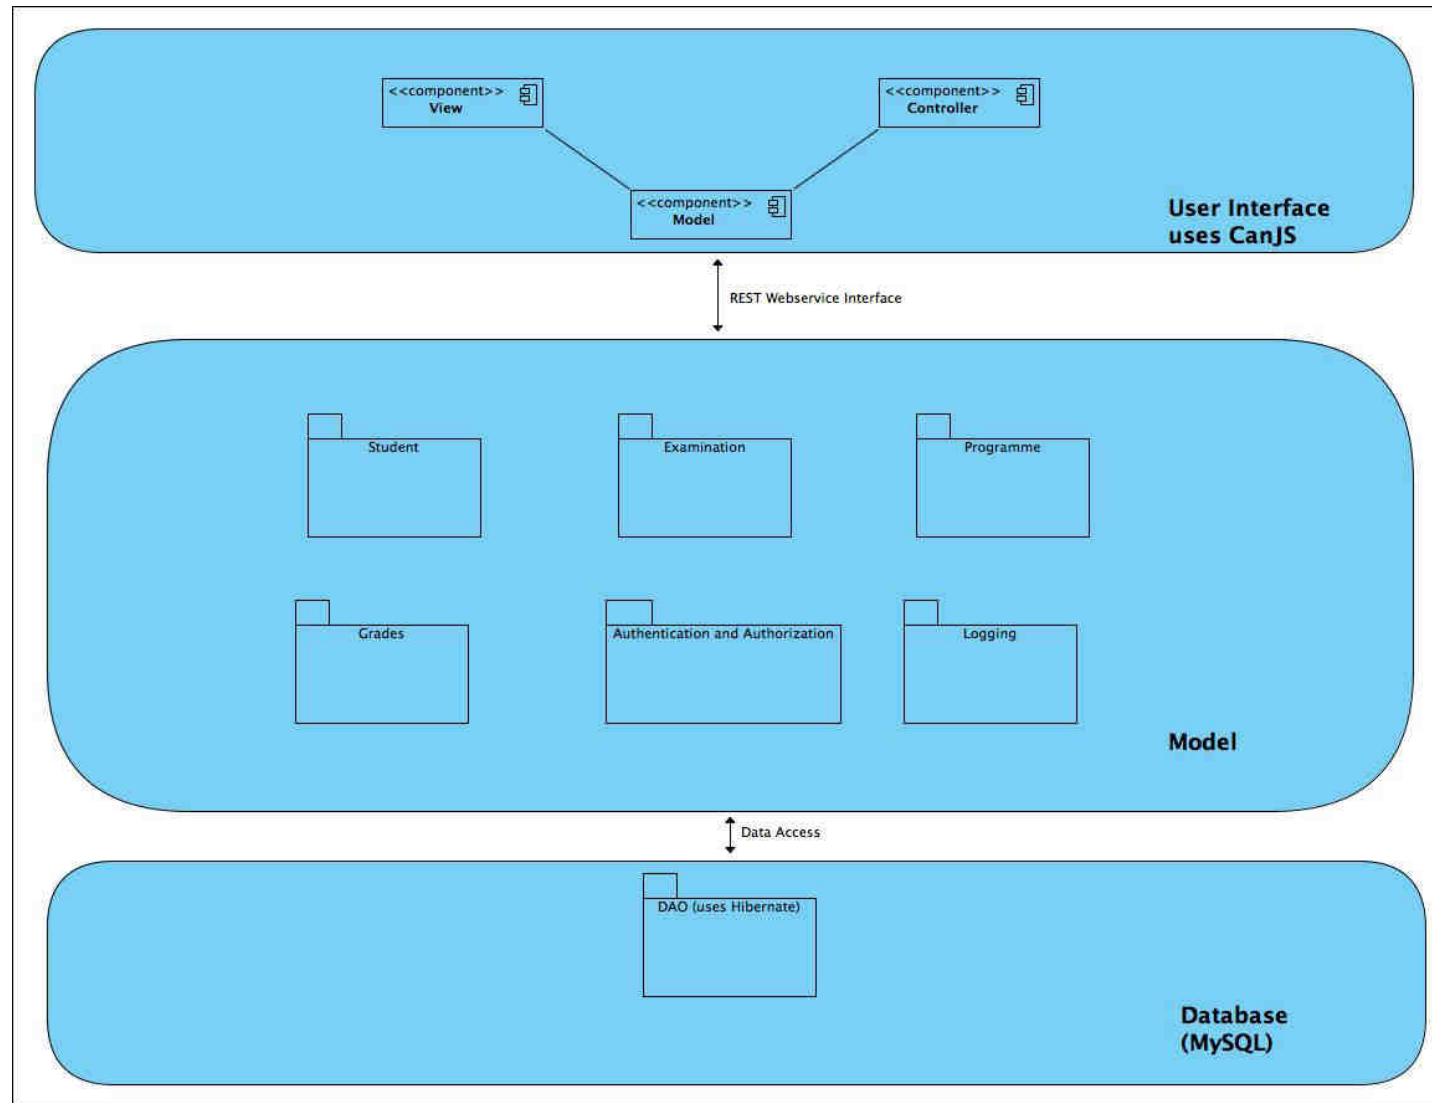 <<component>>
View
<<component>>
Controller
<<component>>
Model
User Interface
uses CanJS
REST Webservice Interface
Student
Examination
Programme
Grades
Authentication and Authorization
Logging
Model
Data Access
DAO (uses Hibernate)
Database
(MySQL)